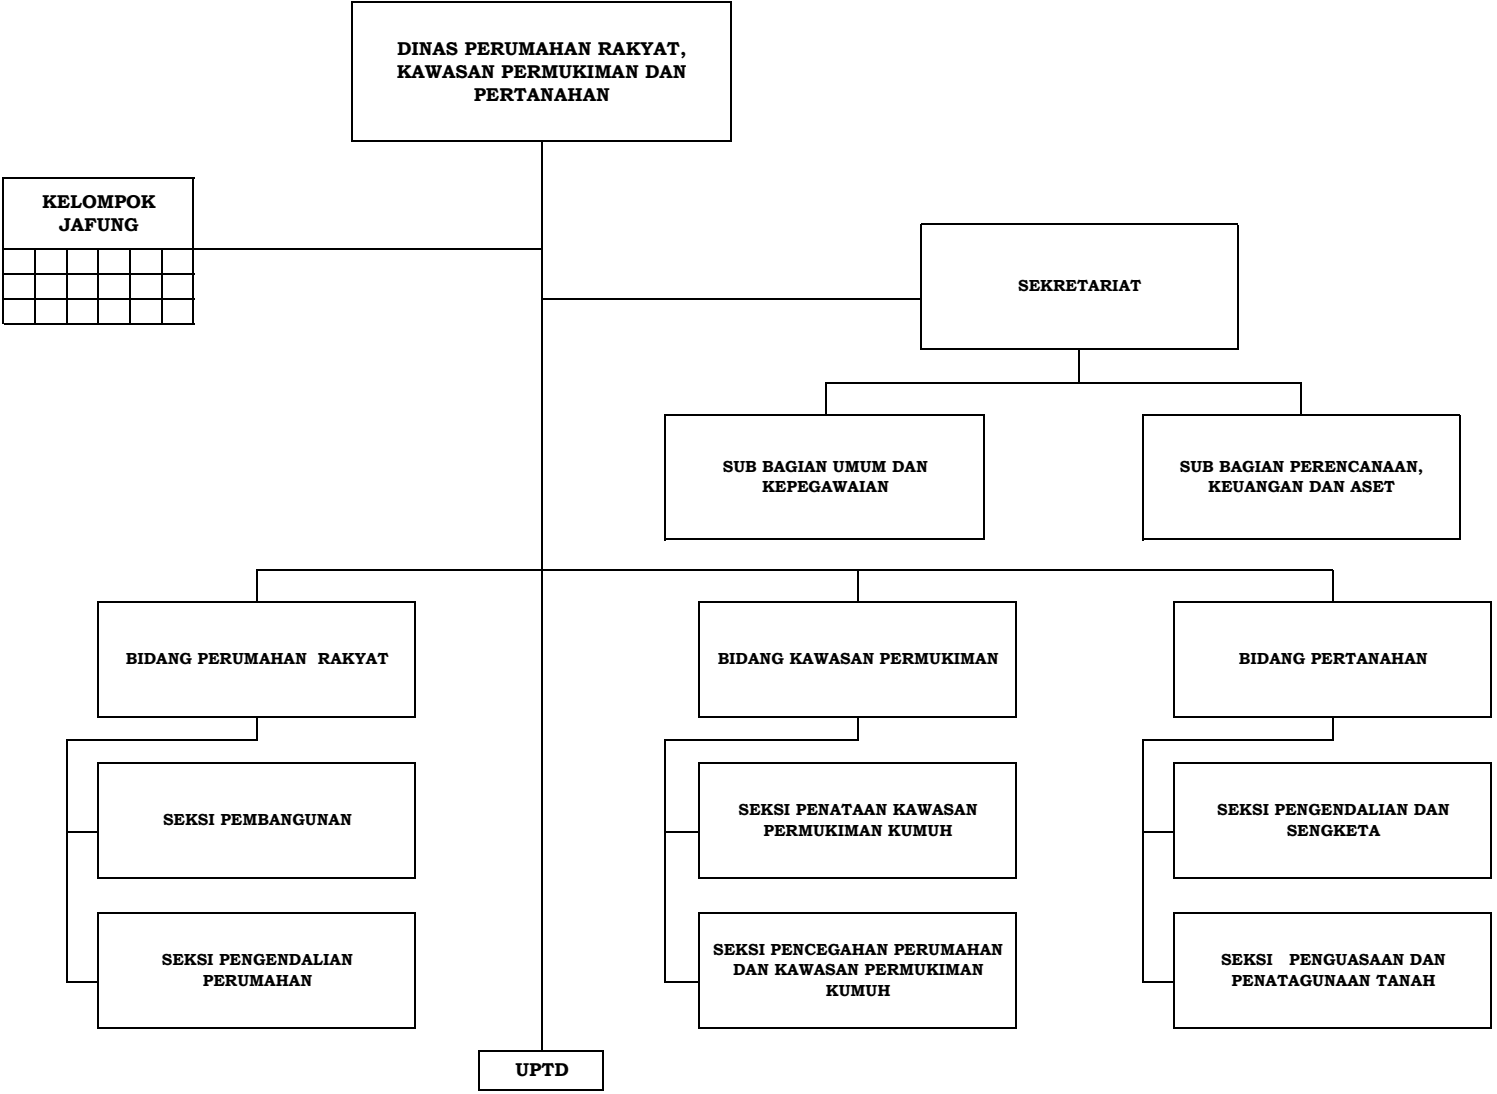 DINAS PERUMAHAN RAKYAT,
KAWASAN PERMUKIMAN DAN
PERTANAHAN
KELOMPOK
JAFUNG
SEKRETARIAT
SUB BAGIAN UMUM DAN
KEPEGAWAIAN
SUB BAGIAN PERENCANAAN,
KEUANGAN DAN ASET
BIDANG PERUMAHAN  RAKYAT
BIDANG KAWASAN PERMUKIMAN
BIDANG PERTANAHAN
SEKSI PEMBANGUNAN
SEKSI PENATAAN KAWASAN
PERMUKIMAN KUMUH
SEKSI PENGENDALIAN DAN
SENGKETA
SEKSI PENGENDALIAN
PERUMAHAN
SEKSI PENCEGAHAN PERUMAHAN
DAN KAWASAN PERMUKIMAN
KUMUH
SEKSI   PENGUASAAN DAN
PENATAGUNAAN TANAH
UPTD